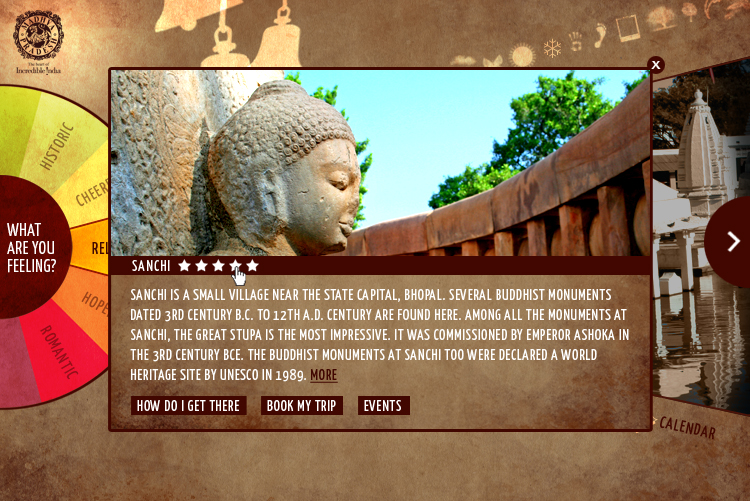 MADHYA PRADESH
The heart of
Incredible India
X
HISTORIC
WHAT
ARE YOU
FEELING?
ROMANTIC
SANCHI
SANCHI IS A SMALL VILLAGE NEAR THE STATE CAPITAL, BHOPAL. SEVERAL BUDDHIST MONUMENTS
DATED 3RD CENTURY B.C. TO 12TH A.D. CENTURY ARE FOUND HERE. AMONG ALL THE MONUMENTS AT
SANCHI, THE GREAT STUPA IS THE MOST IMPRESSIVE. IT WAS COMMISSIONED BY EMPEROR ASHOKA IN
THE 3RD CENTURY BCE. THE BUDDHIST MONUMENTS AT SANCHI TOO WERE DECLARED A WORLD
HERITAGE SITE BY UNESCO IN 1989. MORE
HOW DO I GET THERE
BOOK MY TRIP
EVENTS
CALENDAR